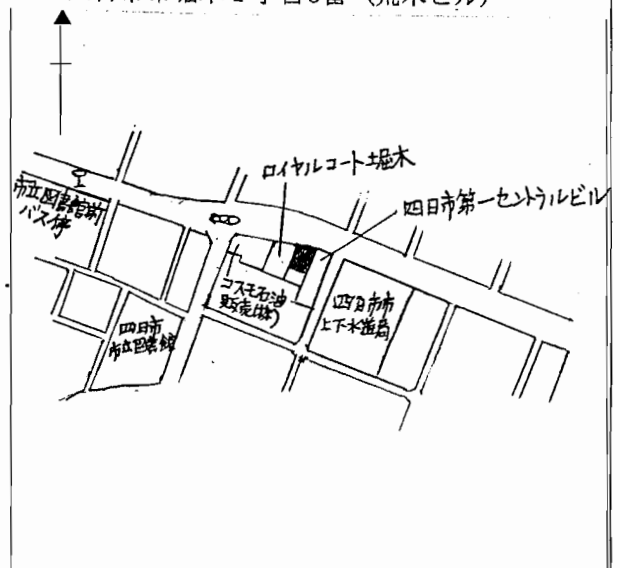 ロイヤルコート堀木
四日市第一セントラルビル
市立図書館前
バス停
コスモ石油
販売(株)
四日市市
上下水道局
四日市
市立図書館